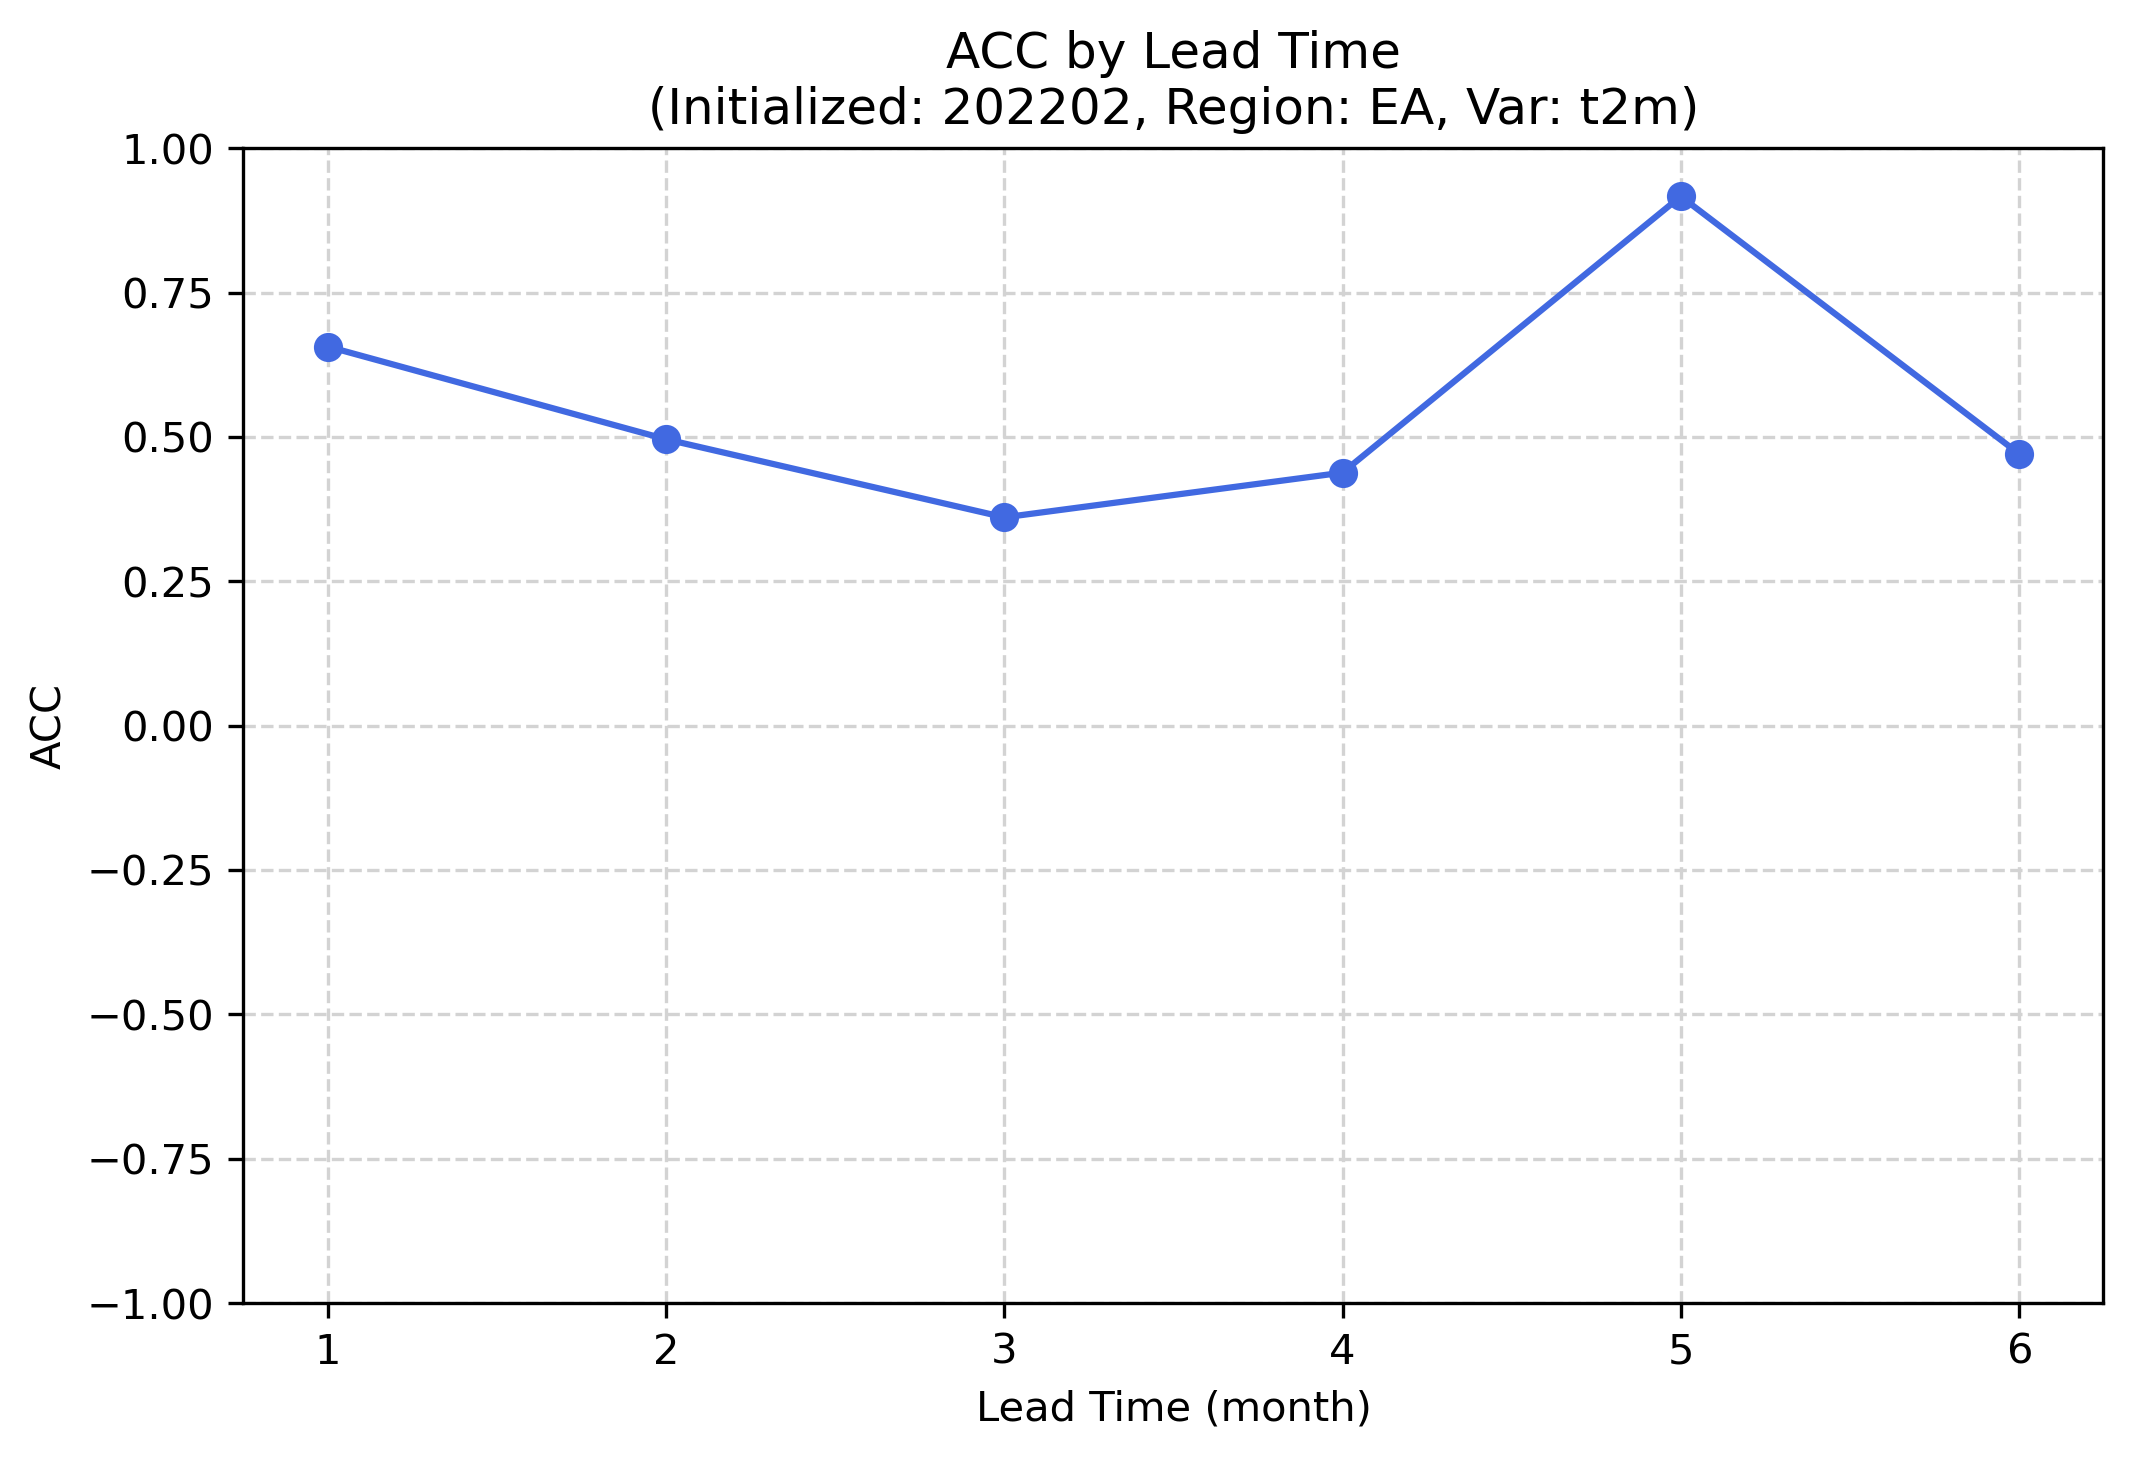 ACC by Lead Time
(Initialized: 202202, Region: EA, Var: t2m)
1.00
0.75
0.50
0.25
0.00
−0.25
−0.50
−0.75
−1.00
ACC
1 2 3 4 5 6
Lead Time (month)